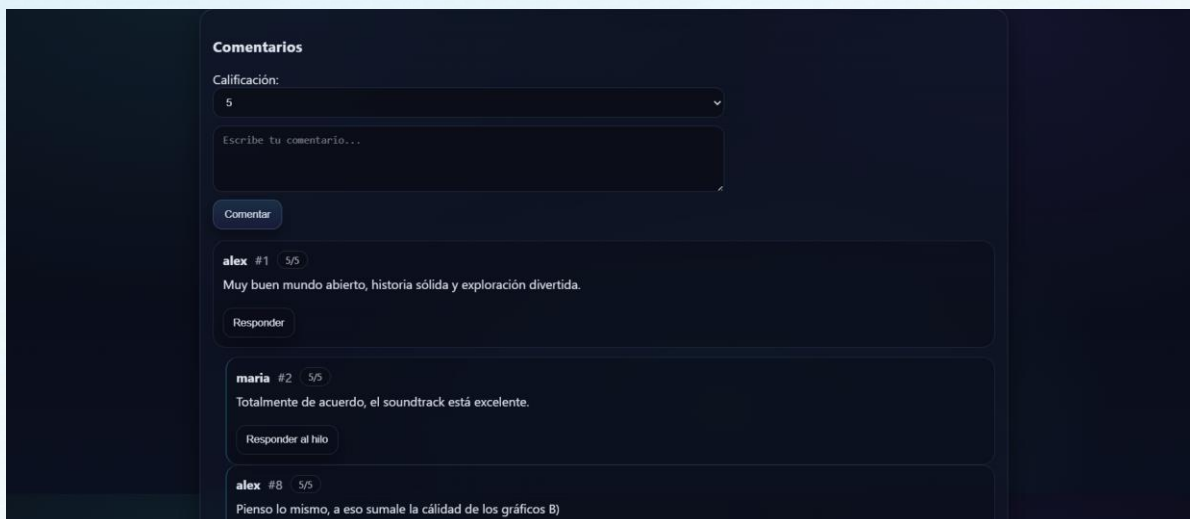 Comentarios
Calificación:
5
Escribe tu comentario...
Comentar
alex #1 5/5
Muy buen mundo abierto, historia sólida y exploración divertida.
Responder
maria #2 5/5
Totalmente de acuerdo, el soundtrack está excelente.
Responder al hilo
alex #8 5/5
Pienso lo mismo, a eso sumale la cálidad de los gráficos B)